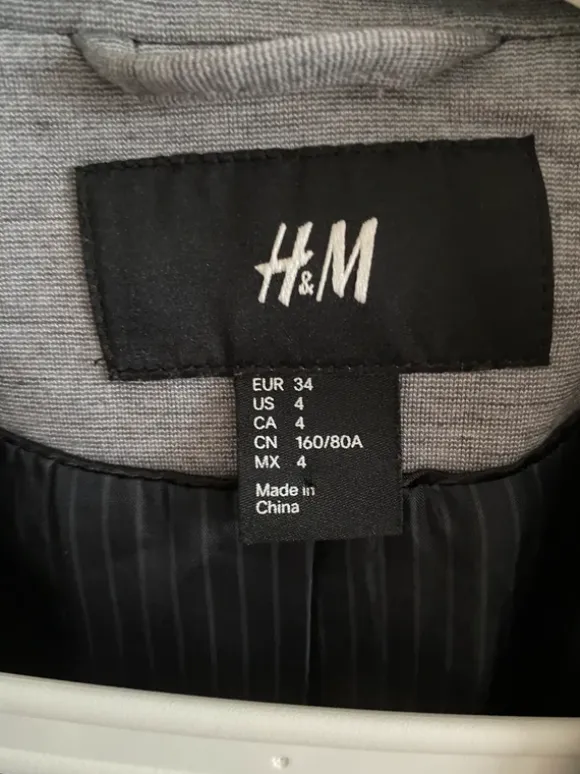 H&M
EUR 34
US 4
CA 4
CN 160/80A
MX 4
Made in
China